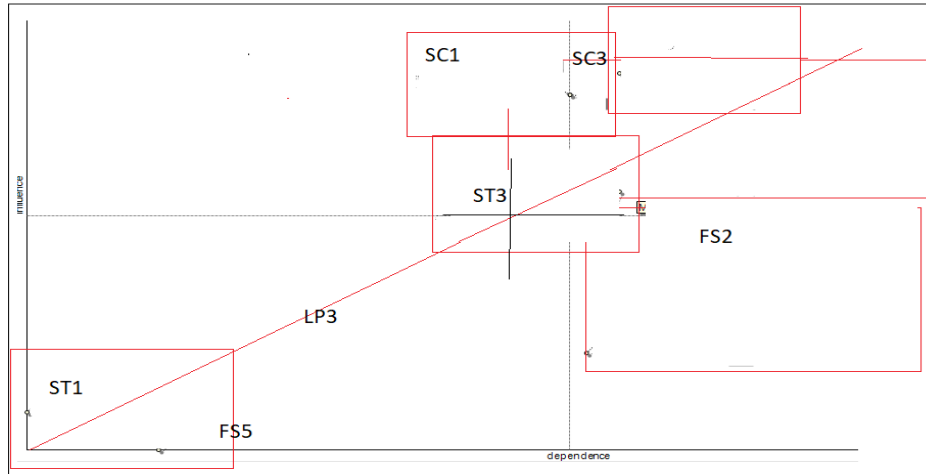 SC1
SC3
influence
ST3
FS2
LP3
ST1
FS5
dependence